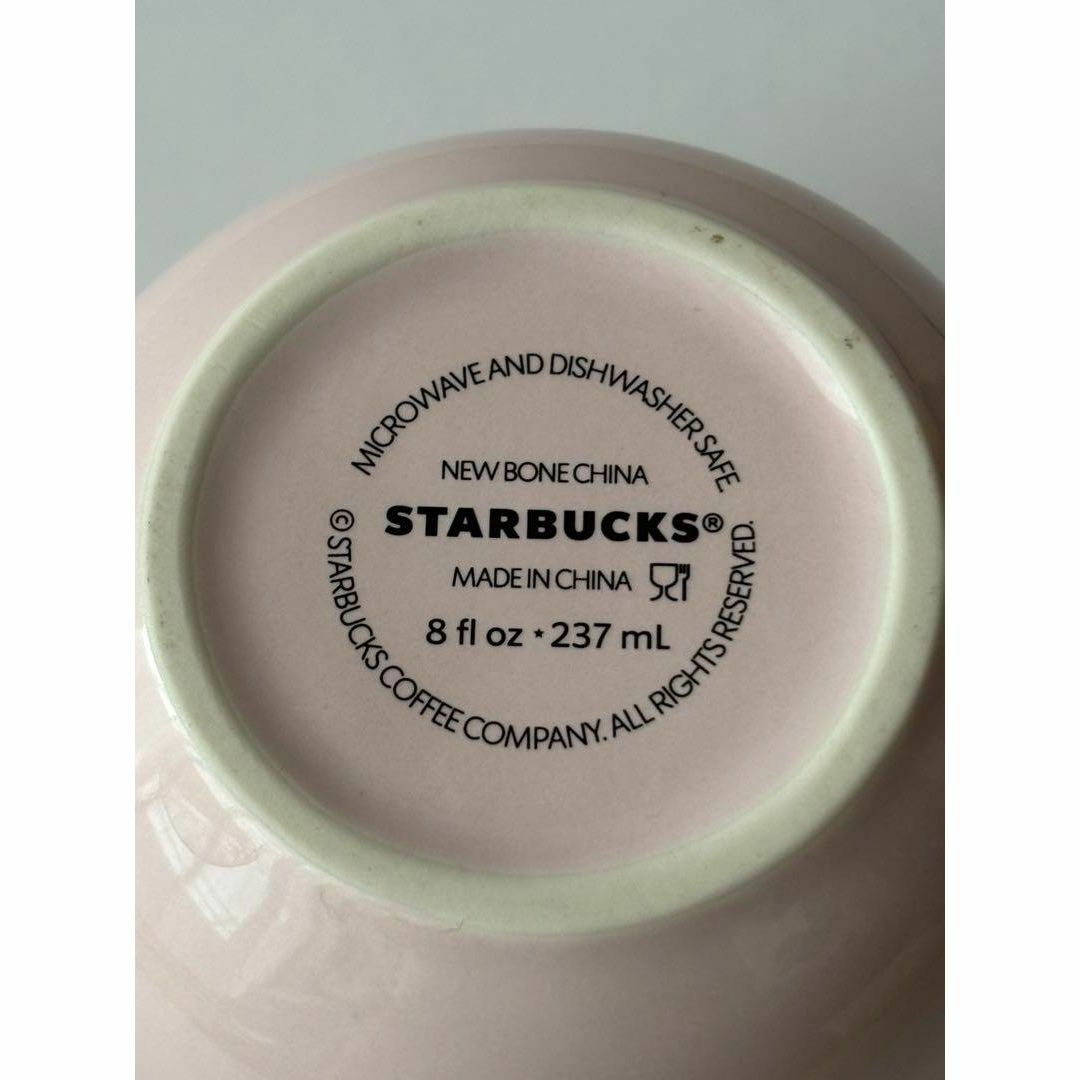 MICROWAVE AND DISHWASHER SAFE
NEW BONE CHINA
STARBUCKS®
MADE IN CHINA
8 fl oz ⋆ 237 mL
© STARBUCKS COFFEE COMPANY. ALL RIGHTS RESERVED.